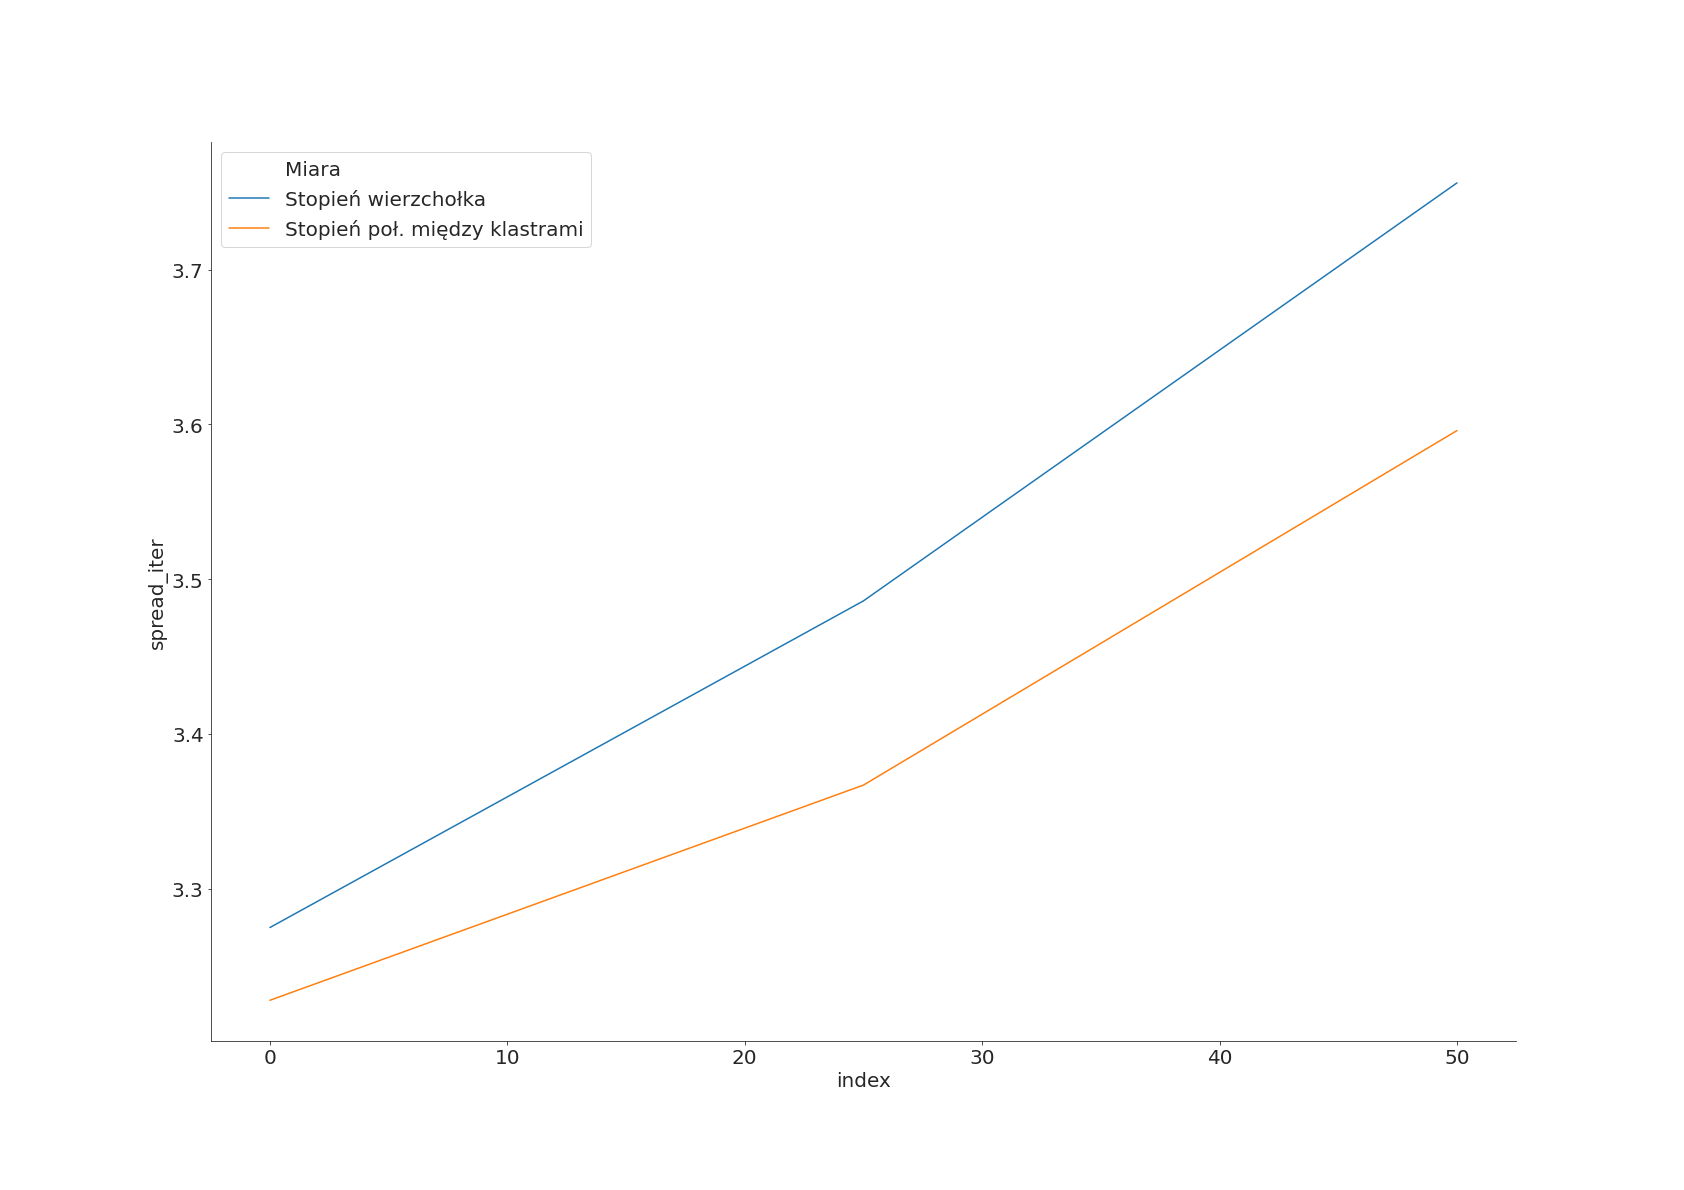 Miara
Stopień wierzchołka
Stopień poł. między klastrami
3.7
3.6
3.5
3.4
3.3
spread_iter
0 10 20 30 40 50
index